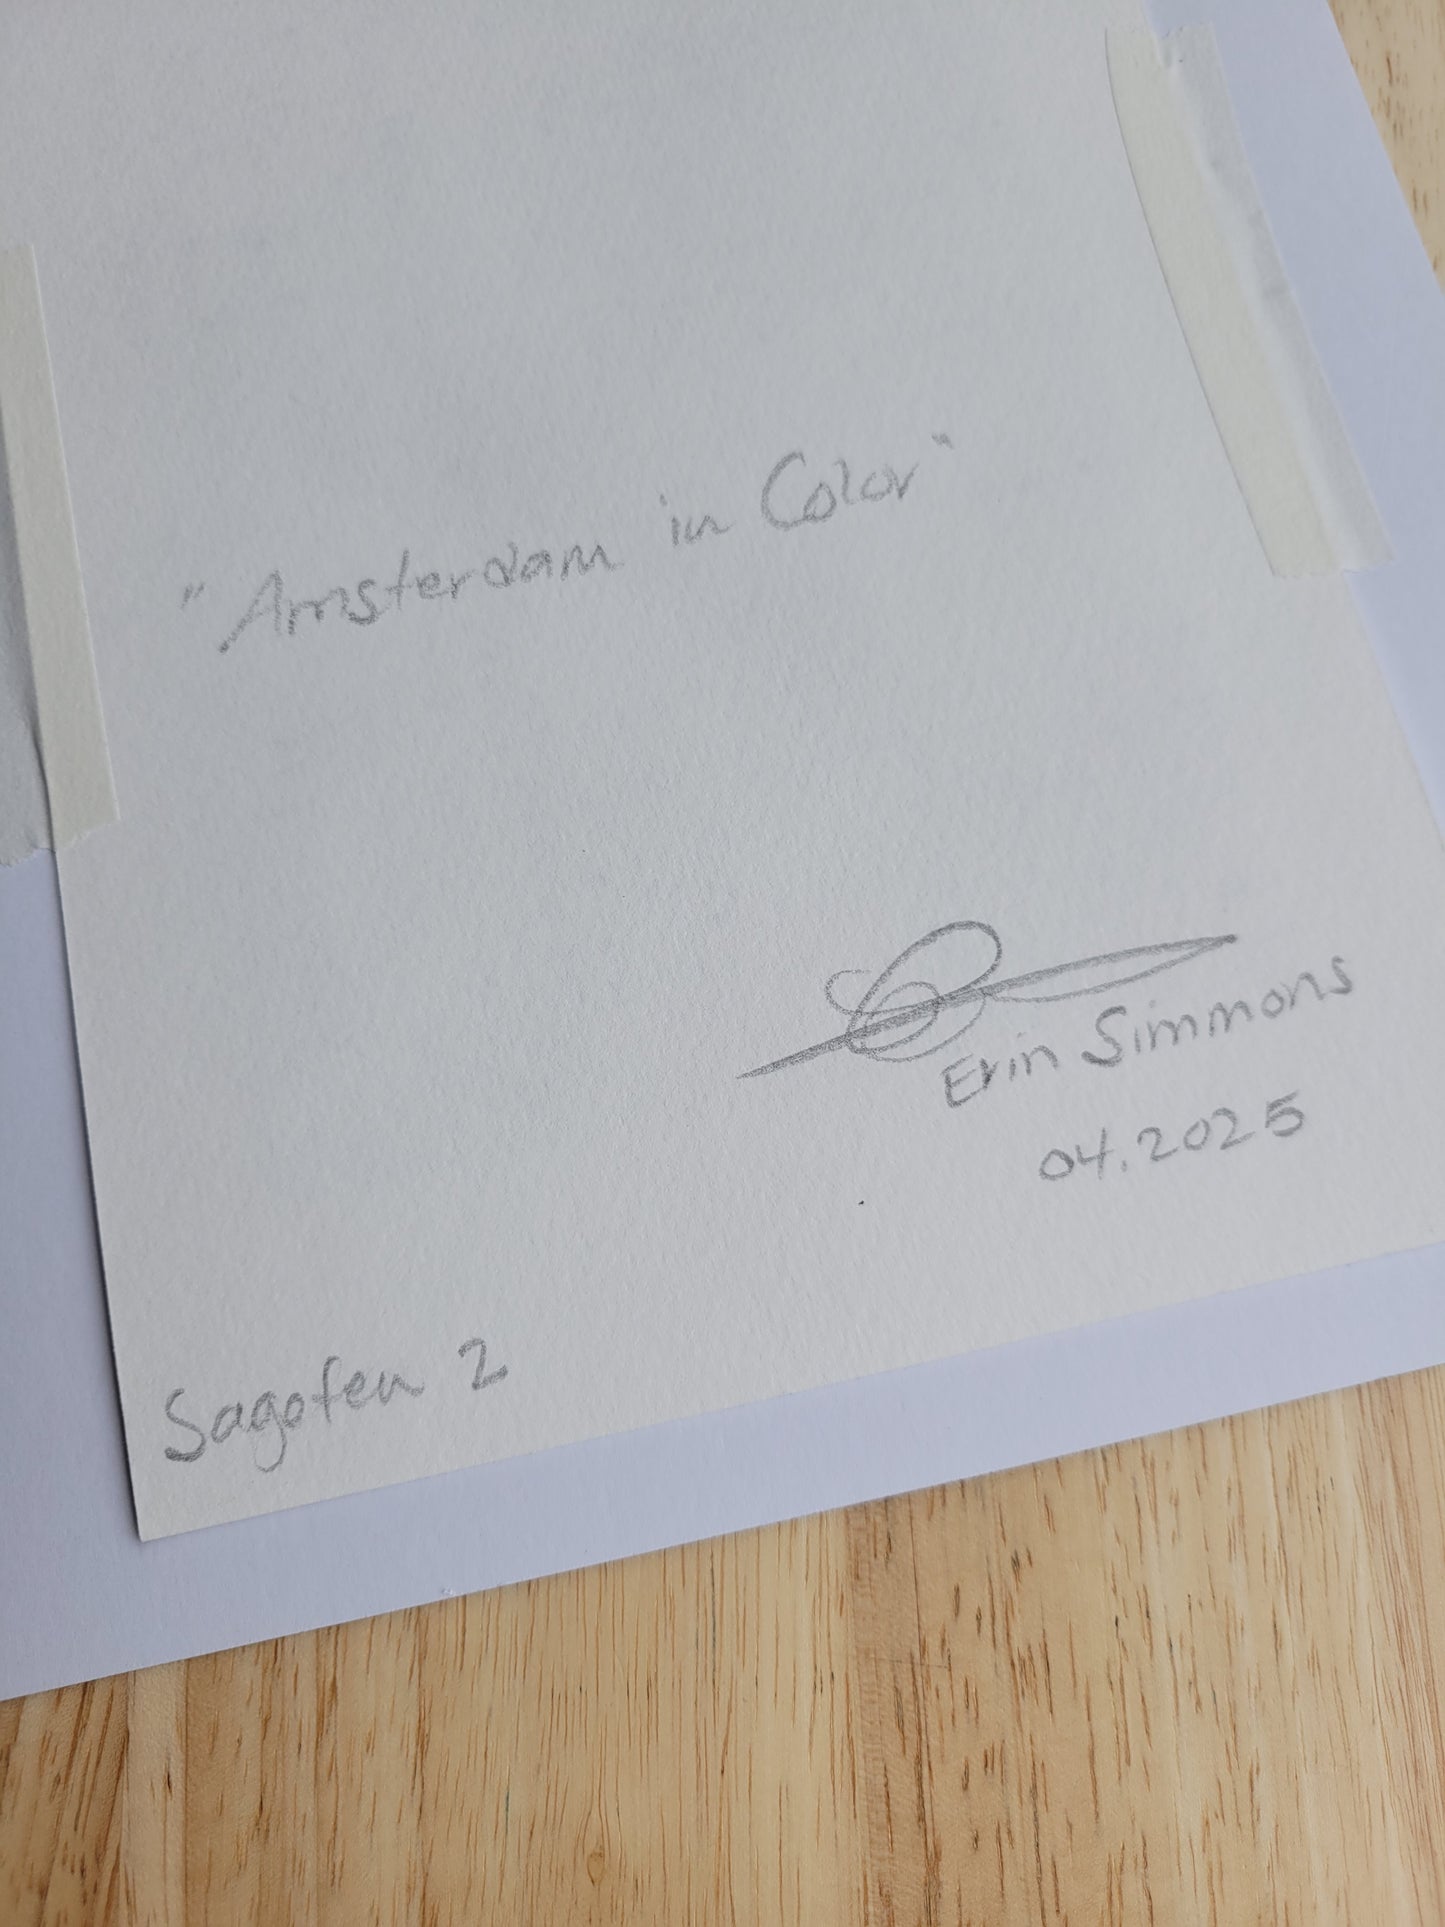 "Amsterdam in Color"
Erin Simmons
04.2025
Sagofen 2